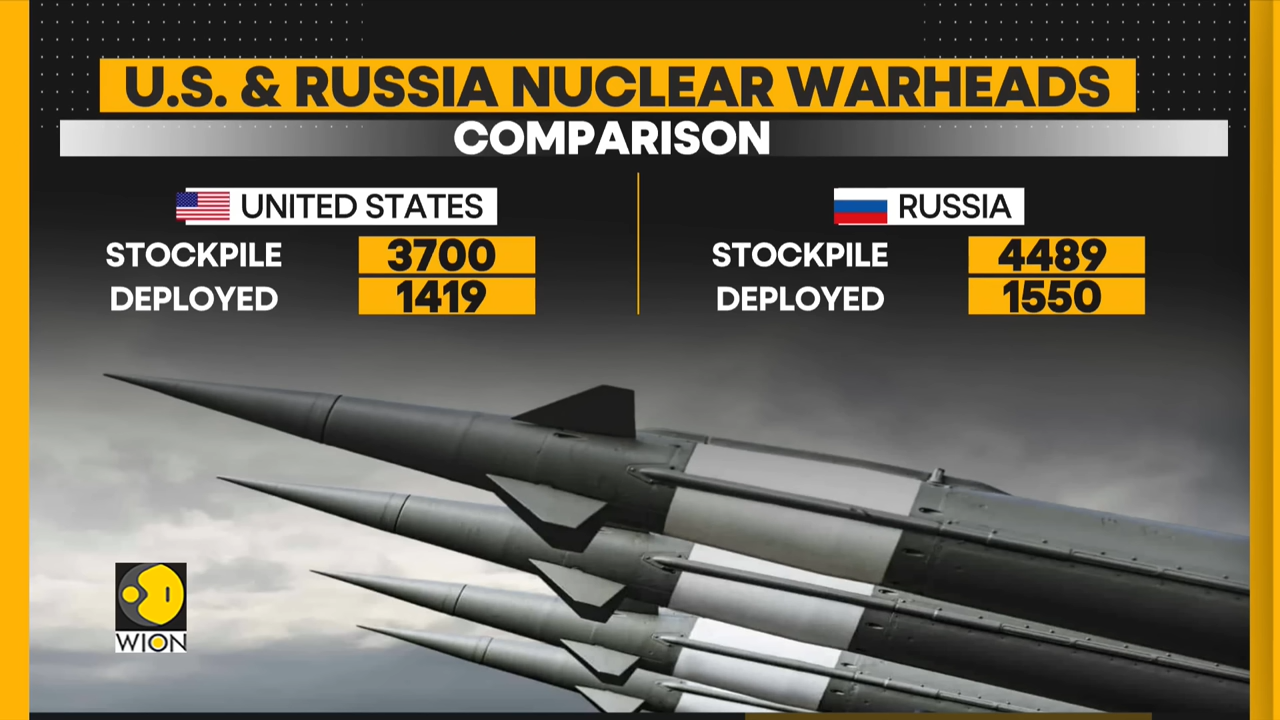 U.S. & RUSSIA NUCLEAR WARHEADS
COMPARISON
UNITED STATES
STOCKPILE 3700
DEPLOYED 1419
RUSSIA
STOCKPILE 4489
DEPLOYED 1550
WION